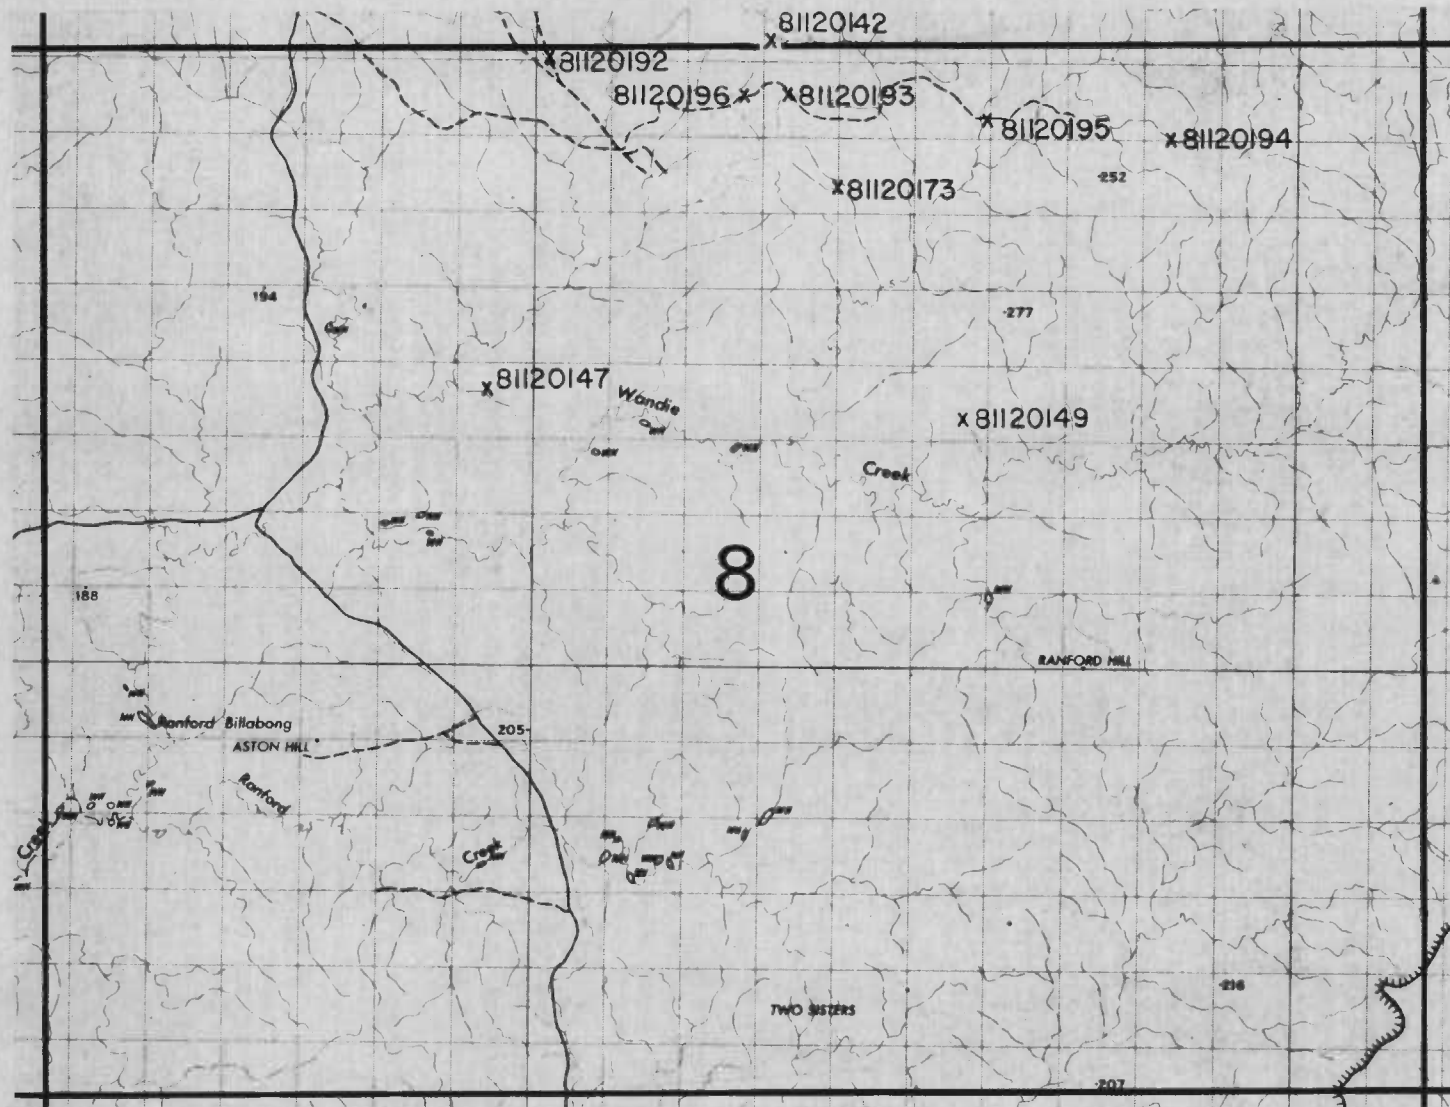 81120142
X 81120192
81120196 X
X 81120193
X 81120195
X 81120194
·252
X 81120173
194
·277
X 81120147
Wandie
X 81120149
Creek
8
188
RANFORD HILL
Ranford Billabong
205
ASTON HILL
Ranford
Creek
Creek
·216
TWO SISTERS
·207